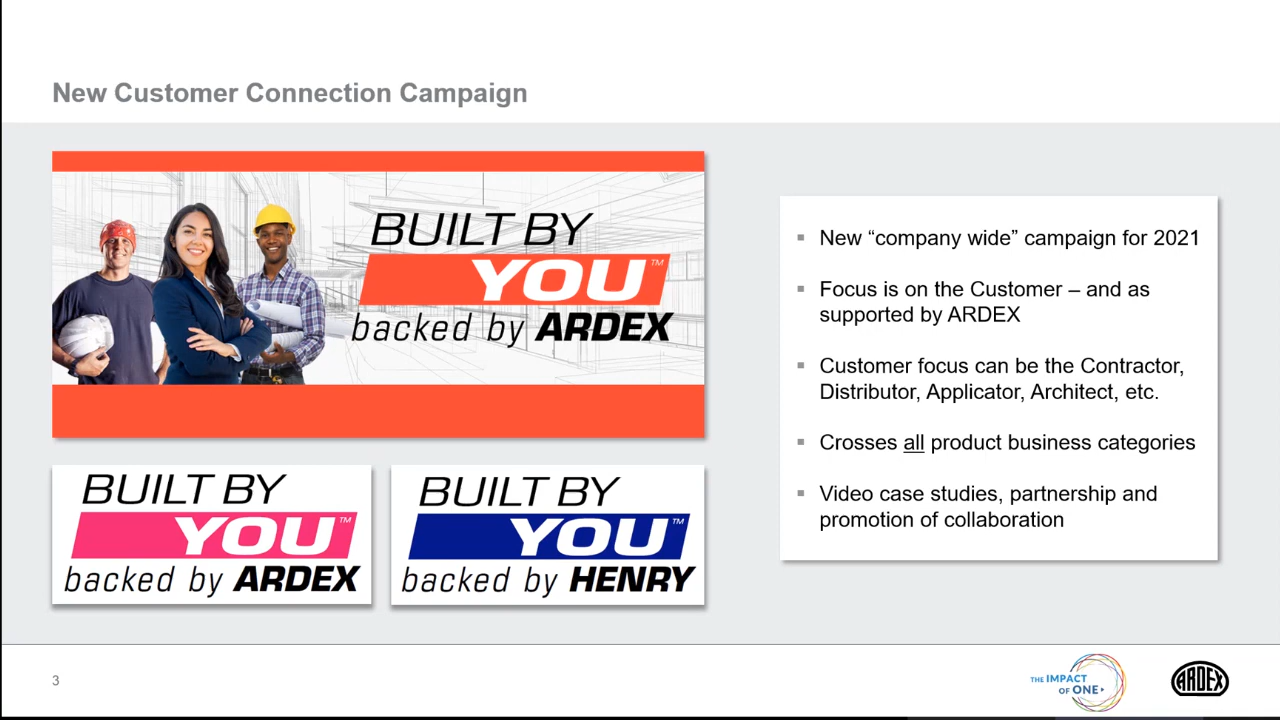 New Customer Connection Campaign
BUILT BY
YOU™
backed by ARDEX
BUILT BY
YOU™
backed by ARDEX
BUILT BY
YOU™
backed by HENRY
▪ New “company wide” campaign for 2021
▪ Focus is on the Customer – and as
supported by ARDEX
▪ Customer focus can be the Contractor,
Distributor, Applicator, Architect, etc.
▪ Crosses all product business categories
▪ Video case studies, partnership and
promotion of collaboration
3
THE IMPACT
OF ONE
ARDEX